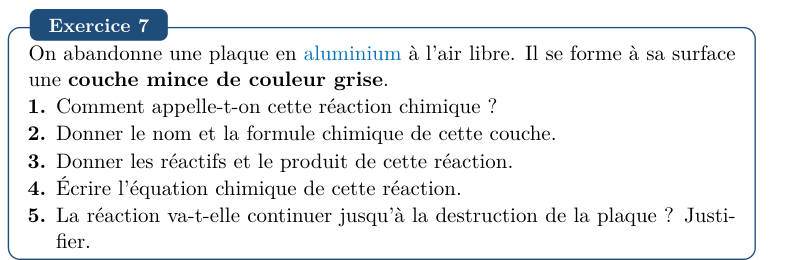 Exercice 7
On abandonne une plaque en aluminium à l'air libre. Il se forme à sa surface
une couche mince de couleur grise.
1. Comment appelle-t-on cette réaction chimique ?
2. Donner le nom et la formule chimique de cette couche.
3. Donner les réactifs et le produit de cette réaction.
4. Écrire l'équation chimique de cette réaction.
5. La réaction va-t-elle continuer jusqu'à la destruction de la plaque ? Justi-
fier.